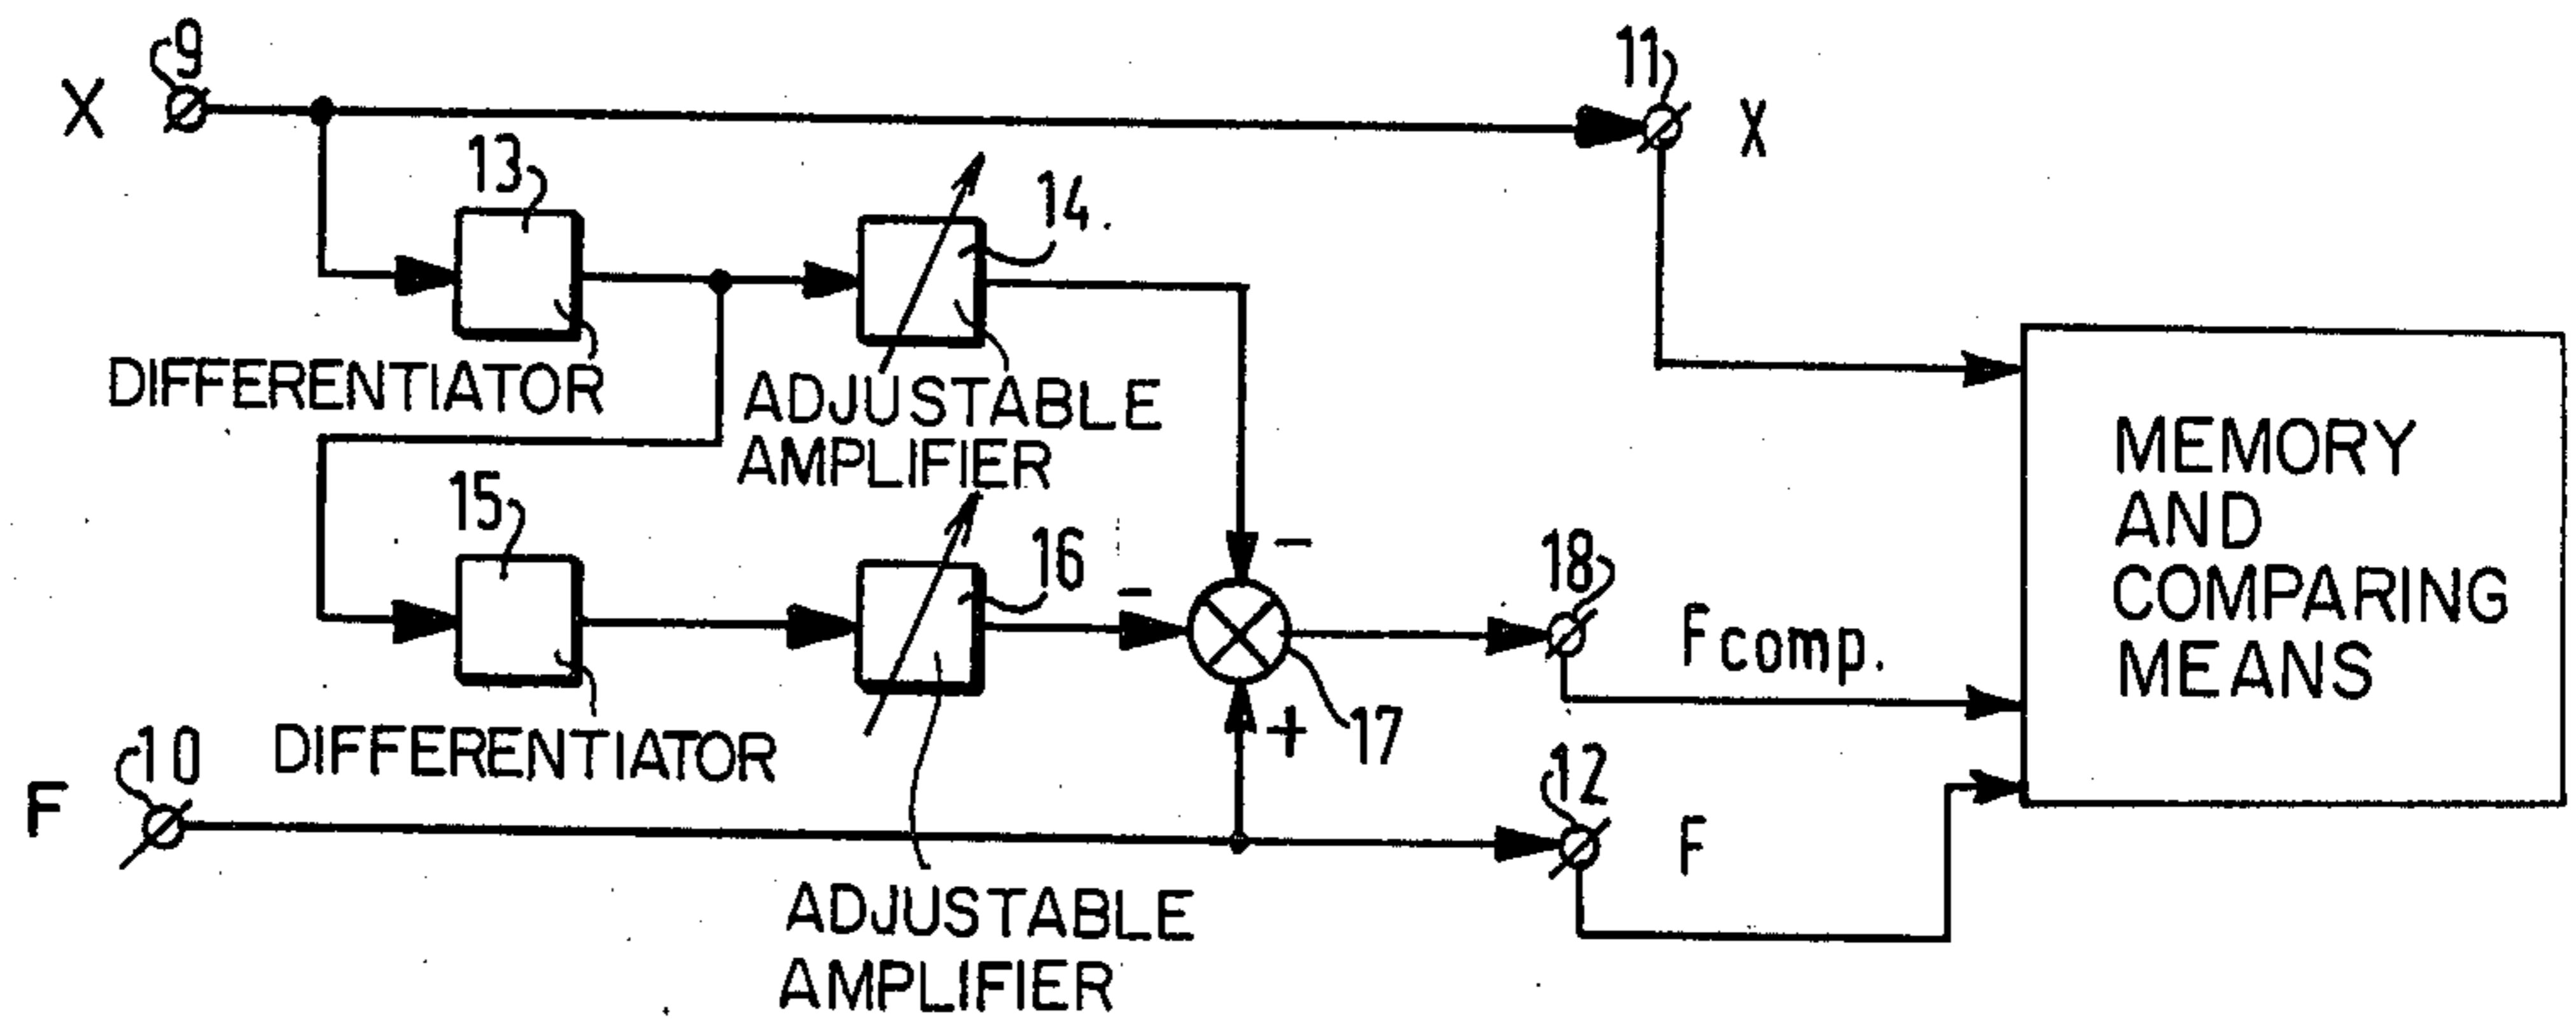 9
X
11
X
13
14.
DIFFERENTIATOR
ADJUSTABLE
AMPLIFIER
15
16
-
-
18
Fcomp.
MEMORY
AND
COMPARING
MEANS
+
17
10
DIFFERENTIATOR
F
12
F
ADJUSTABLE
AMPLIFIER